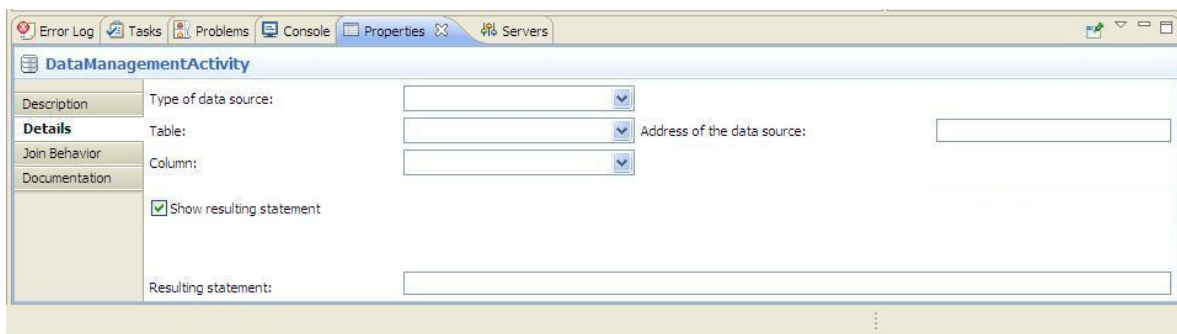 Error Log Tasks Problems Console Properties Servers
DataManagementActivity
Description
Details
Join Behavior
Documentation
Type of data source:
Table:
Address of the data source:
Column:
Show resulting statement
Resulting statement: